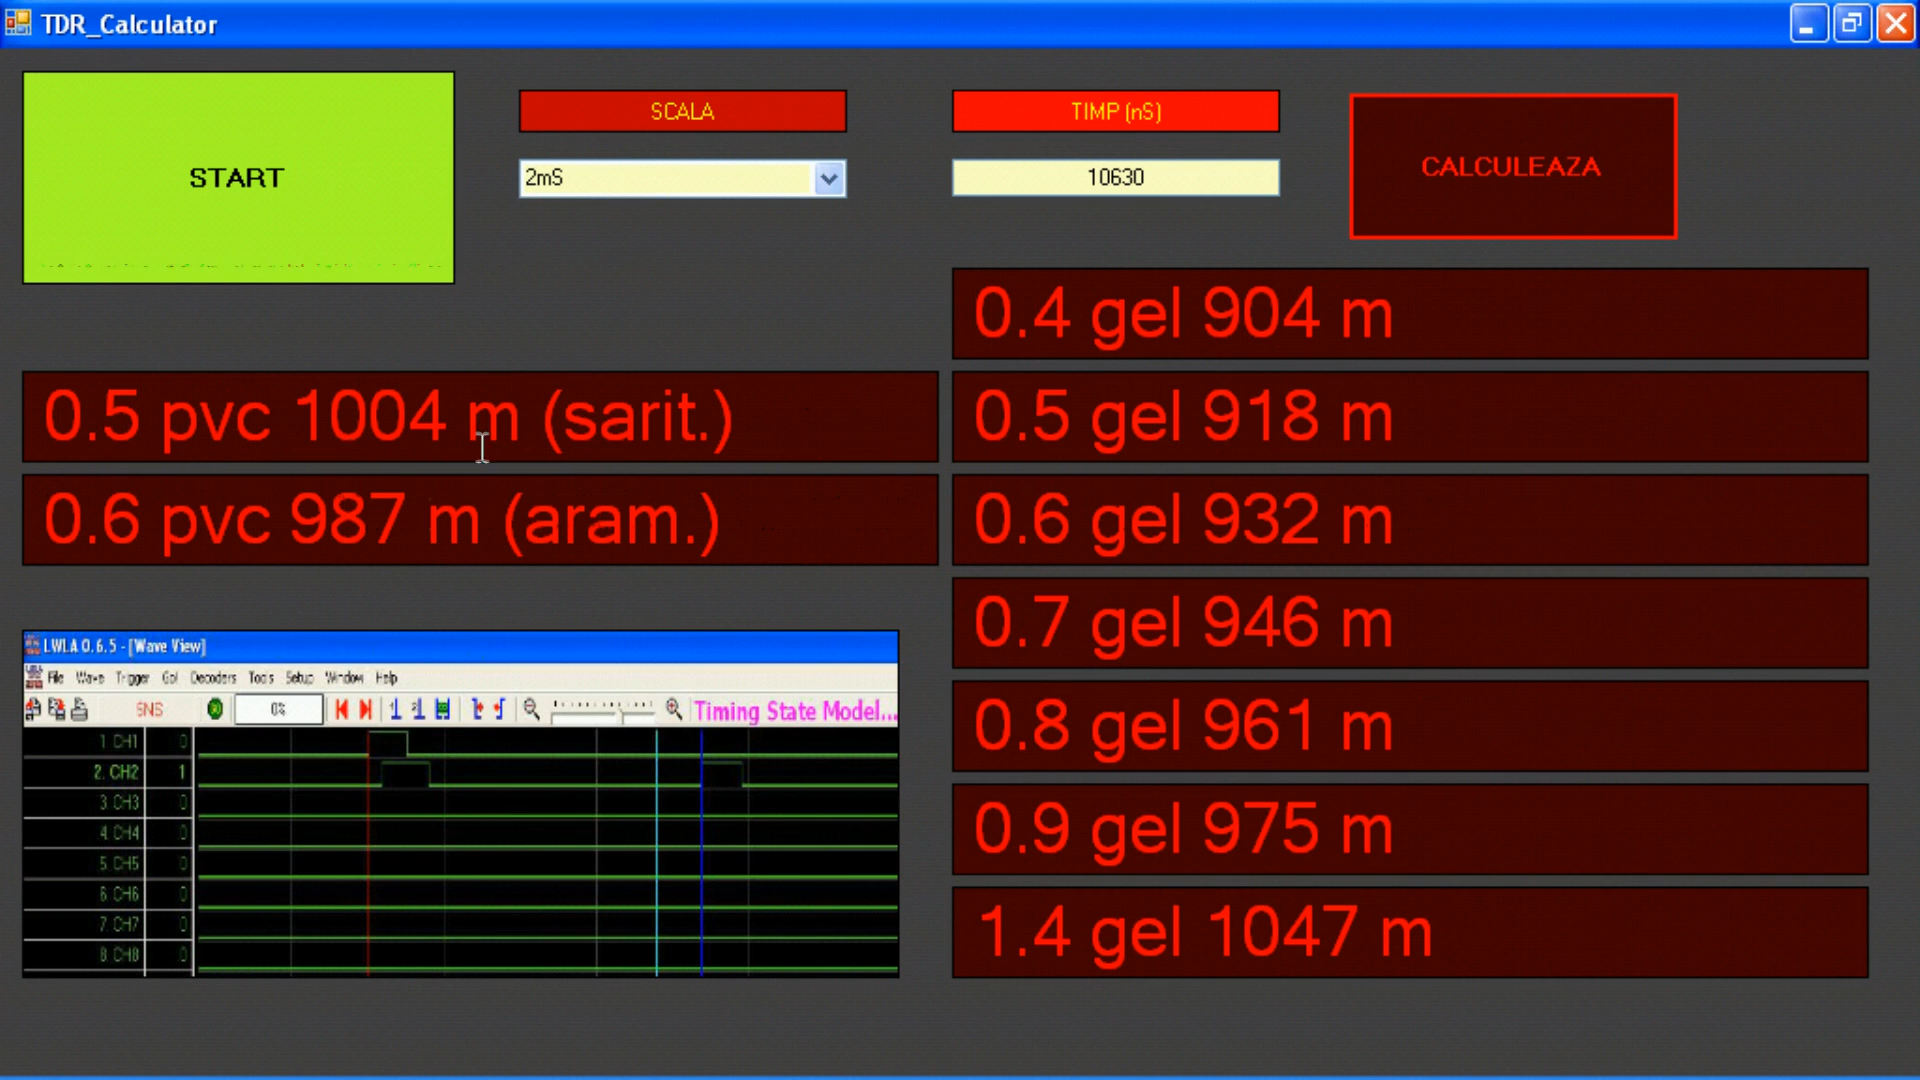 TDR_Calculator
START
SCALA
2mS
TIMP (nS)
10630
CALCULEAZA
0.4 gel 904 m
0.5 pvc 1004 m (sarit.)
0.5 gel 918 m
0.6 pvc 987 m (aram.)
0.6 gel 932 m
0.7 gel 946 m
0.8 gel 961 m
0.9 gel 975 m
1.4 gel 1047 m
LWLA 0.6.5 - [Wave View]
File Wave Trigger Go! Decoders Tools Setup Window Help
0% Timing State Model...
1. CH1 0
2. CH2 1
3. CH3 0
4. CH4 0
5. CH5 0
6. CH6 0
7. CH7 0
8. CH8 0